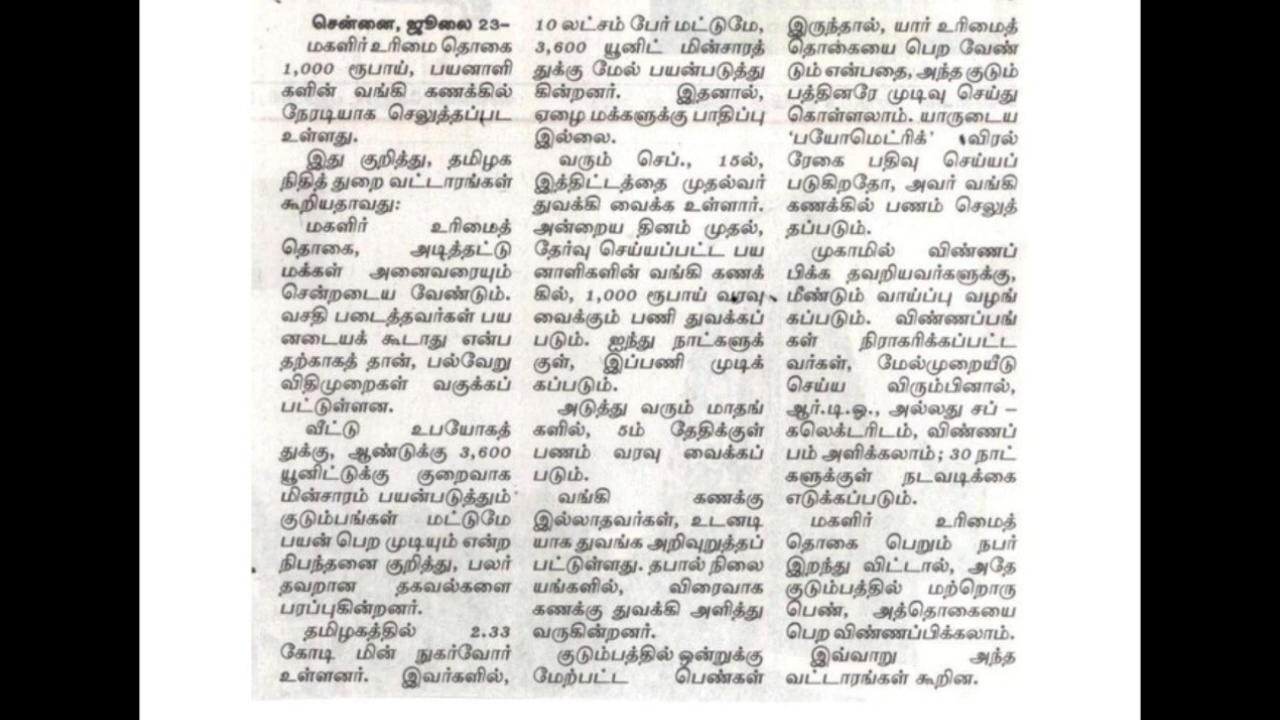 சென்னை, ஜூலை 23–
மகளிர் உரிமை தொகை
1,000 ரூபாய், பயனாளி
களின் வங்கி கணக்கில்
நேரடியாக செலுத்தப்பட
உள்ளது.
இது குறித்து, தமிழக
நிதித் துறை வட்டாரங்கள்
கூறியதாவது:
மகளிர் உரிமைத்
தொகை, அடித்தட்டு
மக்கள் அனைவரையும்
சென்றடைய வேண்டும்.
வசதி படைத்தவர்கள் பய
னடையக் கூடாது என்ப
தற்காகத் தான், பல்வேறு
விதிமுறைகள் வகுக்கப்
பட்டுள்ளன.
வீட்டு உபயோகத்
துக்கு, ஆண்டுக்கு 3,600
யூனிட்டுக்கு குறைவாக
மின்சாரம் பயன்படுத்தும்
குடும்பங்கள் மட்டுமே
பயன் பெற முடியும் என்ற
நிபந்தனை குறித்து, பலர்
தவறான தகவல்களை
பரப்புகின்றனர்.
தமிழகத்தில் 2.33
கோடி மின் நுகர்வோர்
உள்ளனர். இவர்களில்,
10 லட்சம் பேர் மட்டுமே,
3,600 யூனிட் மின்சாரத்
துக்கு மேல் பயன்படுத்து
கின்றனர். இதனால்,
ஏழை மக்களுக்கு பாதிப்பு
இல்லை.
வரும் செப்., 15ல்,
இத்திட்டத்தை முதல்வர்
துவக்கி வைக்க உள்ளார்.
அன்றைய தினம் முதல்,
தேர்வு செய்யப்பட்ட பய
னாளிகளின் வங்கி கணக்
கில், 1,000 ரூபாய் வரவு
வைக்கும் பணி துவக்கப்
படும். ஐந்து நாட்களுக்
குள், இப்பணி முடிக்
கப்படும்.
அடுத்து வரும் மாதங்
களில், 5ம் தேதிக்குள்
பணம் வரவு வைக்கப்
படும்.
வங்கி கணக்கு
இல்லாதவர்கள், உடனடி
யாக துவங்க அறிவுறுத்தப்
பட்டுள்ளது. தபால் நிலை
யங்களில், விரைவாக
கணக்கு துவக்கி அளித்து
வருகின்றனர்.
குடும்பத்தில் ஒன்றுக்கு
மேற்பட்ட பெண்கள்
இருந்தால், யார் உரிமைத்
தொகையை பெற வேண்
டும் என்பதை, அந்த குடும்
பத்தினரே முடிவு செய்து
கொள்ளலாம். யாருடைய
‘பயோமெட்ரிக்’ விரல்
ரேகை பதிவு செய்யப்
படுகிறதோ, அவர் வங்கி
கணக்கில் பணம் செலுத்
தப்படும்.
முகாமில் விண்ணப்
பிக்க தவறியவர்களுக்கு,
மீண்டும் வாய்ப்பு வழங்
கப்படும். விண்ணப்பங்
கள் நிராகரிக்கப்பட்ட
வர்கள், மேல்முறையீடு
செய்ய விரும்பினால்,
ஆர்.டி.ஓ., அல்லது சப் –
கலெக்டரிடம், விண்ணப்
பம் அளிக்கலாம்; 30 நாட்
களுக்குள் நடவடிக்கை
எடுக்கப்படும்.
மகளிர் உரிமைத்
தொகை பெறும் நபர்
இறந்து விட்டால், அதே
குடும்பத்தில் மற்றொரு
பெண், அத்தொகையை
பெற விண்ணப்பிக்கலாம்.
இவ்வாறு அந்த
வட்டாரங்கள் கூறின.